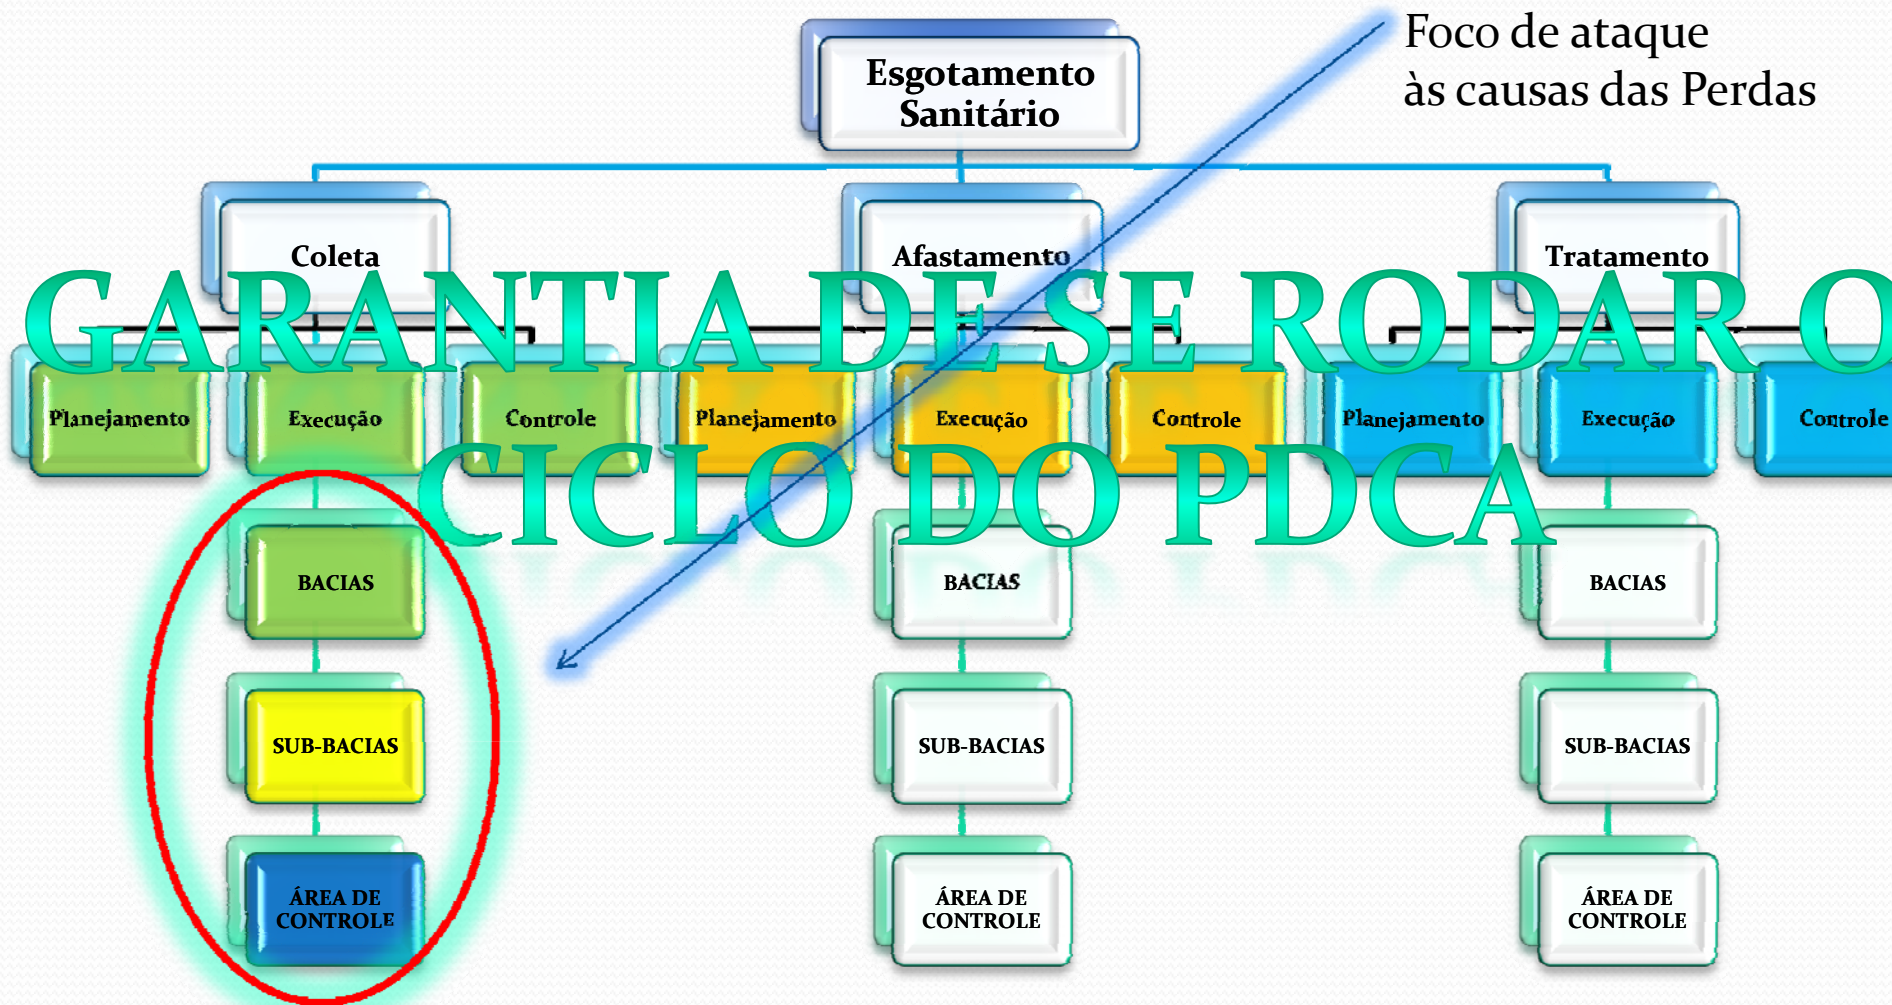 Foco de ataque
às causas das Perdas
Esgotamento
Sanitário
Coleta
Afastamento
Tratamento
GARANTIA DE SE RODAR O
CICLO DO PDCA
Planejamento
Execução
Controle
Planejamento
Execução
Controle
Planejamento
Execução
Controle
BACIAS
BACIAS
BACIAS
SUB-BACIAS
SUB-BACIAS
SUB-BACIAS
ÁREA DE
CONTROLE
ÁREA DE
CONTROLE
ÁREA DE
CONTROLE